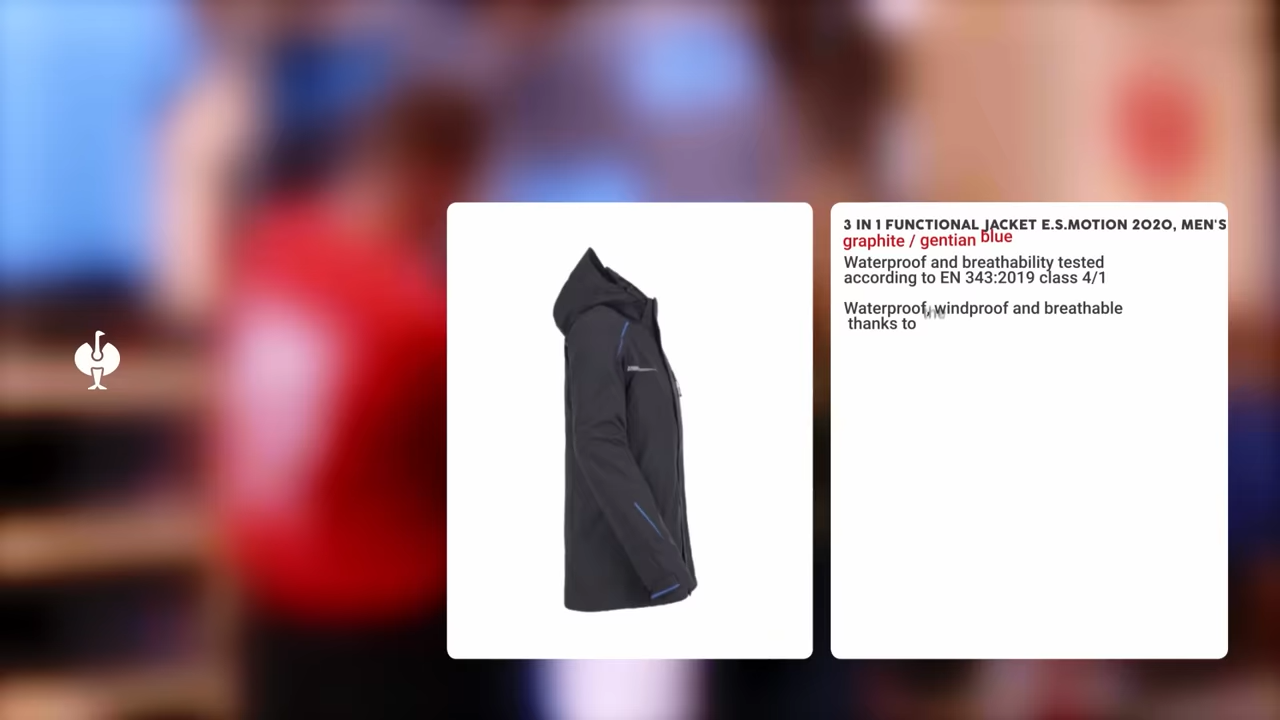 3 IN 1 FUNCTIONAL JACKET E.S.MOTION 2020, MEN'S
graphite / gentian blue
Waterproof and breathability tested
according to EN 343:2019 class 4/1
Waterproof, windproof and breathable
thanks to the